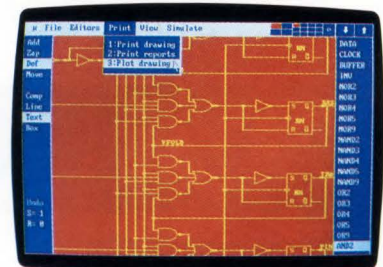 µ File Editors Print View Simulate
1:Print drawing
2:Print reports
3:Plot drawing
Add
Zap
Def
Move
Comp
Line
Text
Box
Undo
S= 1
R= 0
DATA
CLOCK
BUFFER
INV
NOR2
NOR3
NOR4
NOR5
NOR9
NAND2
NAND3
NAND4
NAND5
NAND9
OR2
OR3
OR4
OR5
OR9
AND2
S Q
R Q
S Q
R Q
S Q
R Q
S Q